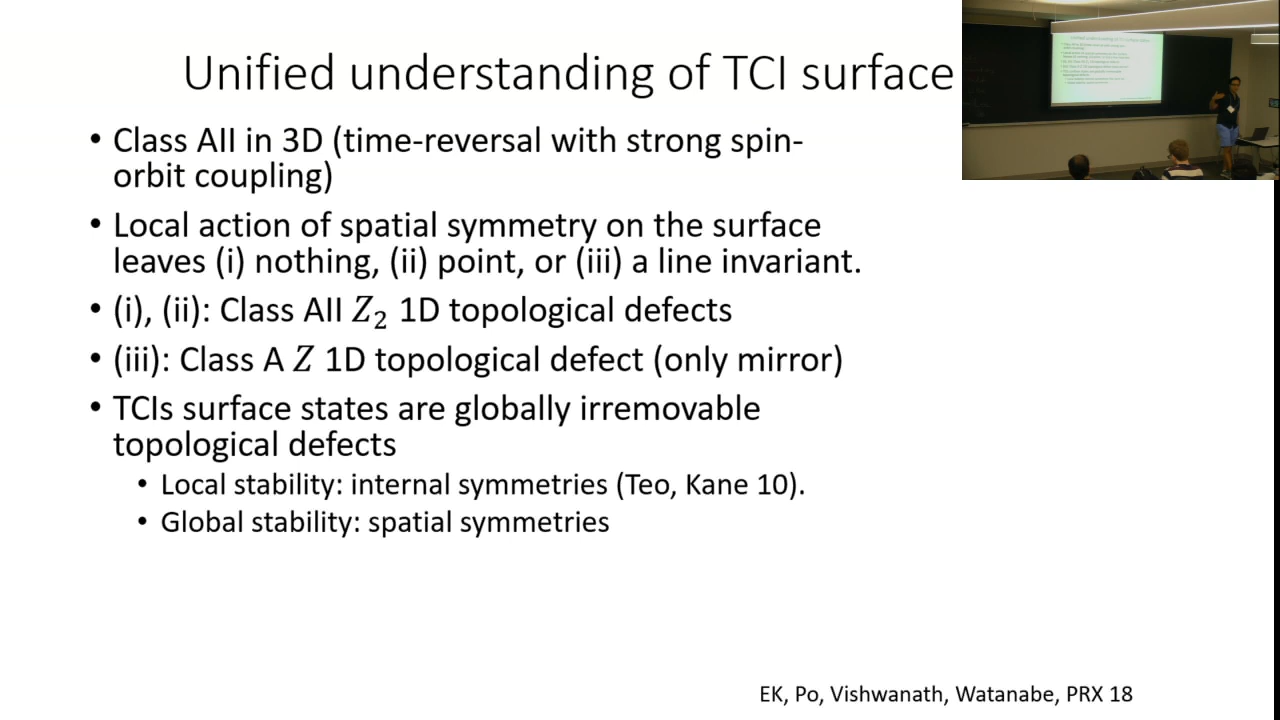 Unified understanding of TCI surface
• Class AII in 3D (time-reversal with strong spin-
orbit coupling)
• Local action of spatial symmetry on the surface
leaves (i) nothing, (ii) point, or (iii) a line invariant.
• (i), (ii): Class AII Z₂ 1D topological defects
• (iii): Class A Z 1D topological defect (only mirror)
• TCIs surface states are globally irremovable
topological defects
• Local stability: internal symmetries (Teo, Kane 10).
• Global stability: spatial symmetries
EK, Po, Vishwanath, Watanabe, PRX 18